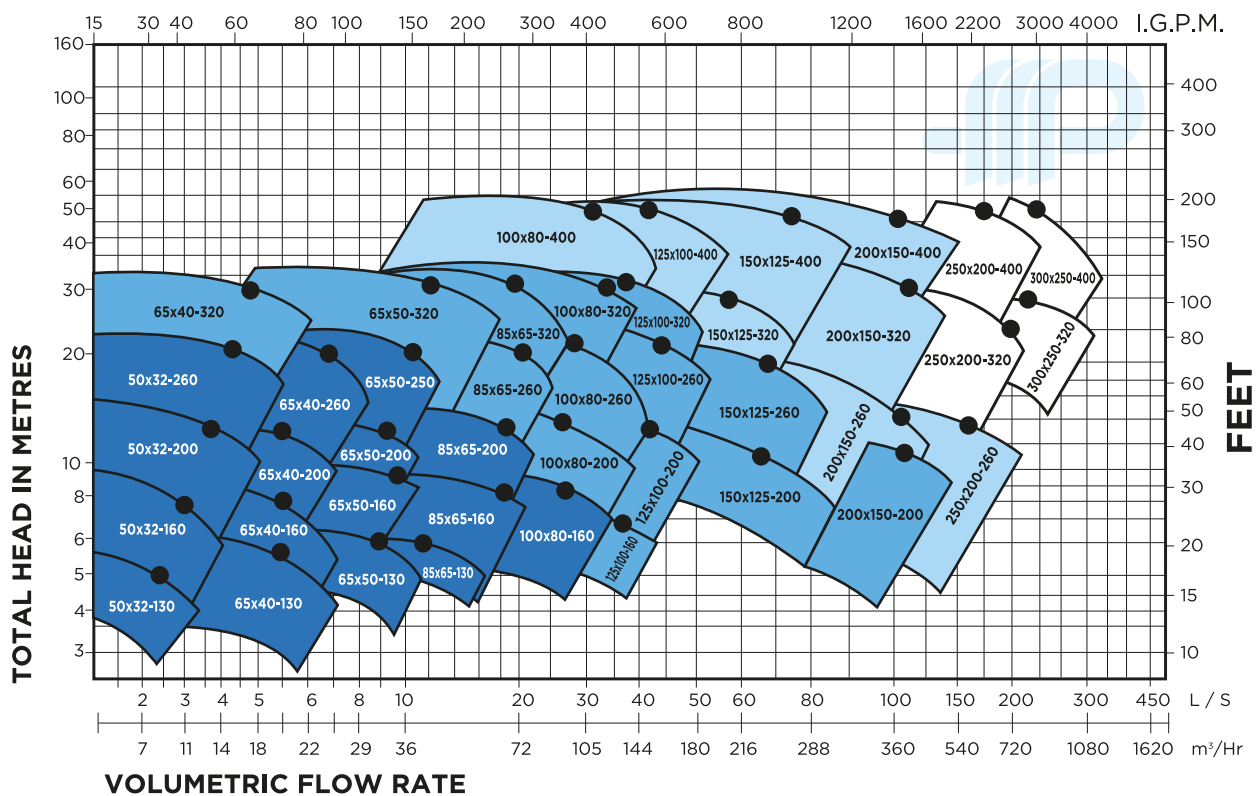 15 30 40 60 80 100 150 200 300 400 600 800 1200 1600 2200 3000 4000 I.G.P.M.
TOTAL HEAD IN METRES
160
100
80
60
50
40
30
20
10
8
6
5
4
3
400
300
200
150
100
80
60
50
40
30
20
15
10
FEET
100x80-400
125x100-400
150x125-400
200x150-400
250x200-400
300x250-400
65x40-320
65x50-320
85x65-320
100x80-320
125x100-320
150x125-320
200x150-320
250x200-320
300x250-320
50x32-260
65x40-260
65x50-250
85x65-260
100x80-260
125x100-260
150x125-260
200x150-260
250x200-260
50x32-200
65x40-200
65x50-200
85x65-200
100x80-200
125x100-200
150x125-200
200x150-200
50x32-160
65x40-160
65x50-160
85x65-160
100x80-160
125x100-160
50x32-130
65x40-130
65x50-130
85x65-130
2 3 4 5 6 8 10 20 30 40 50 60 80 100 150 200 300 450 L / S
7 11 14 18 22 29 36 72 105 144 180 216 288 360 540 720 1080 1620 m³/Hr
VOLUMETRIC FLOW RATE